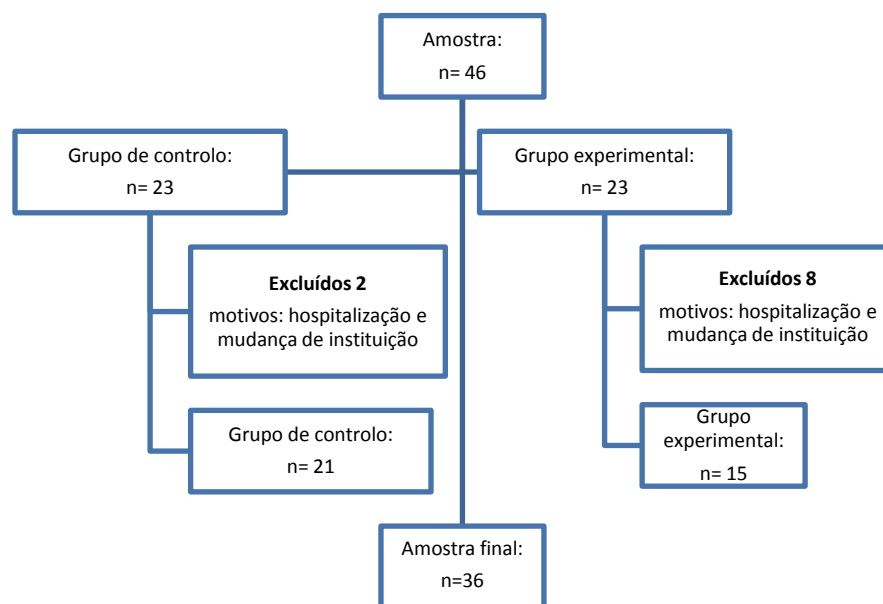 Amostra:
n= 46
Grupo de controlo:
n= 23
Grupo experimental:
n= 23
Excluídos 2
motivos: hospitalização e
mudança de instituição
Excluídos 8
motivos: hospitalização e
mudança de instituição
Grupo de controlo:
n= 21
Grupo
experimental:
n= 15
Amostra final:
n=36